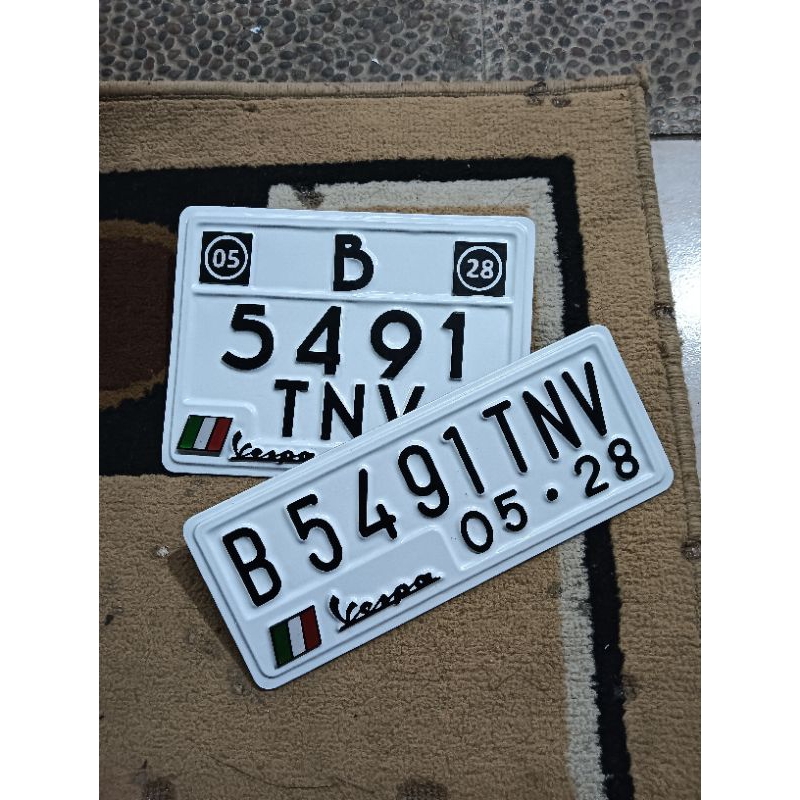 05 B 28
5491
TNV
Vespa
B 5491 TNV
05 · 28
Vespa